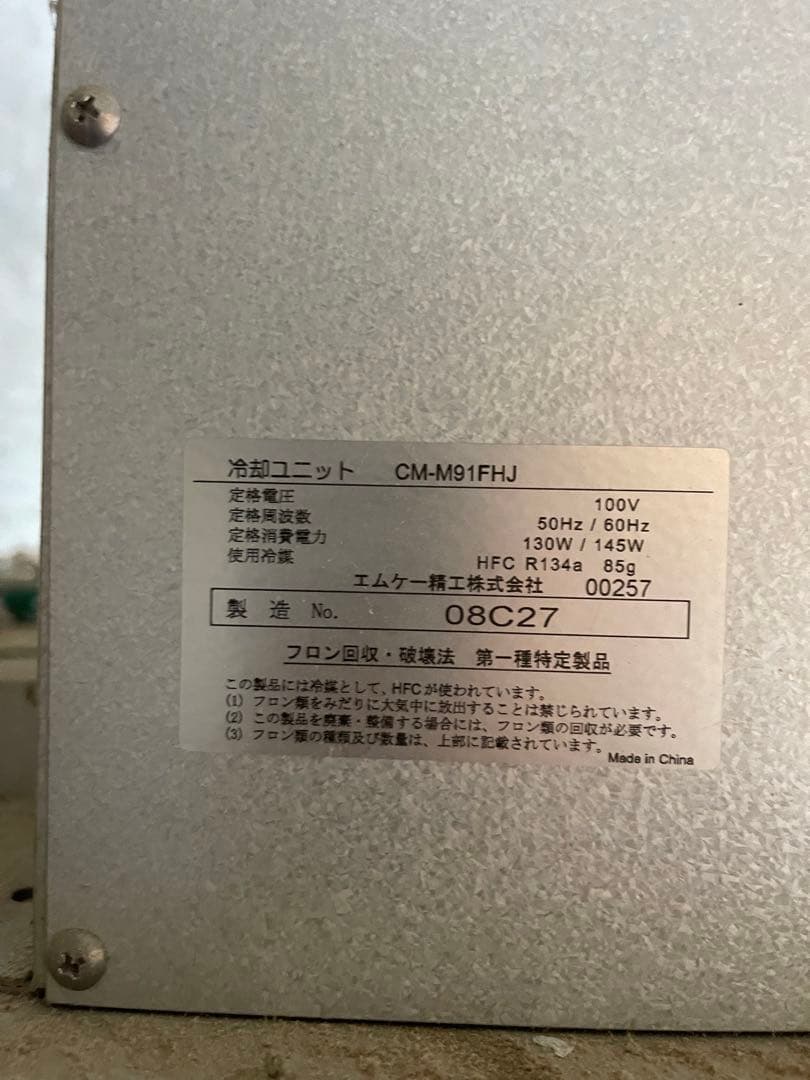 冷却ユニット CM-M91FHJ
定格電圧 100V
定格周波数 50Hz / 60Hz
定格消費電力 130W / 145W
使用冷媒 HFC R134a 85g
エムケー精工株式会社 00257
製造 No. 08C27
フロン回収・破壊法 第一種特定製品
この製品には冷媒として、HFCが使われています。
(1) フロン類をみだりに大気中に放出することは禁じられています。
(2) この製品を廃棄・整備する場合には、フロン類の回収が必要です。
(3) フロン類の種類及び数量は、上部に記載されています。
Made in China